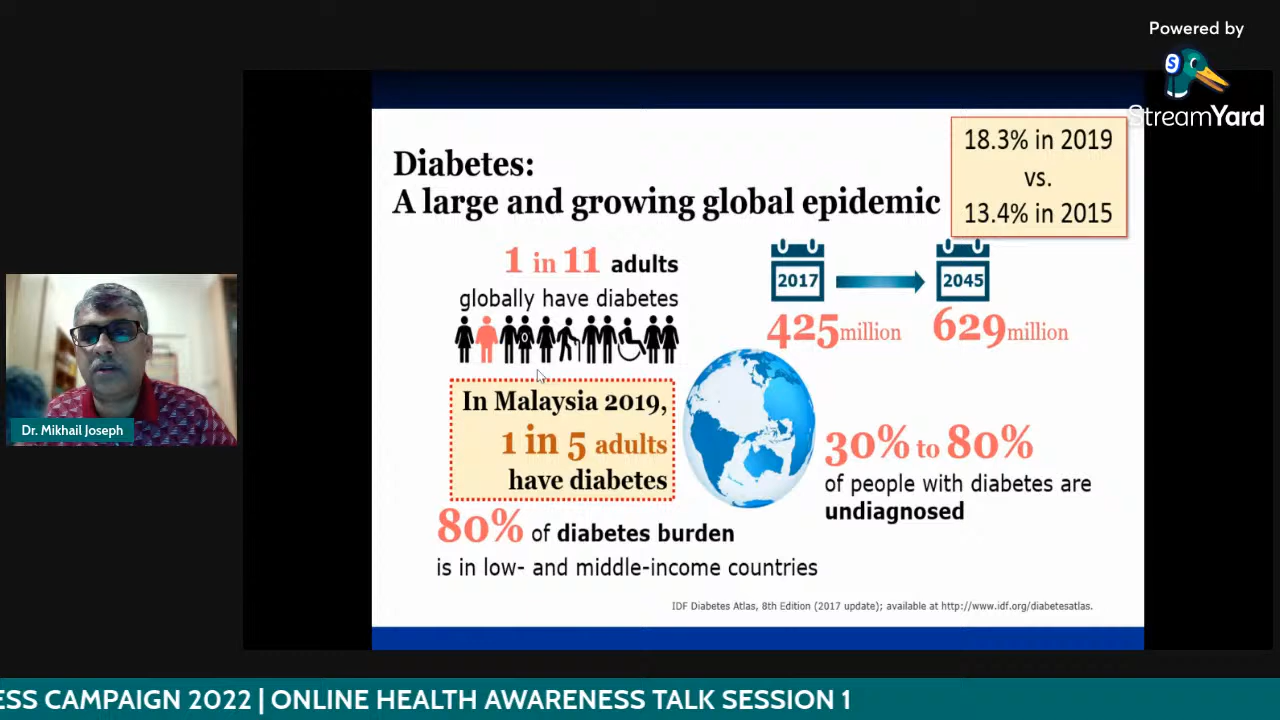 Powered by
StreamYard
18.3% in 2019
vs.
13.4% in 2015
Diabetes:
A large and growing global epidemic
1 in 11 adults
globally have diabetes
2017
2045
425 million
629 million
In Malaysia 2019,
1 in 5 adults
have diabetes
30% to 80%
of people with diabetes are
undiagnosed
80% of diabetes burden
is in low- and middle-income countries
IDF Diabetes Atlas, 8th Edition (2017 update); available at http://www.idf.org/diabetesatlas.
Dr. Mikhail Joseph
ESS CAMPAIGN 2022 | ONLINE HEALTH AWARENESS TALK SESSION 1